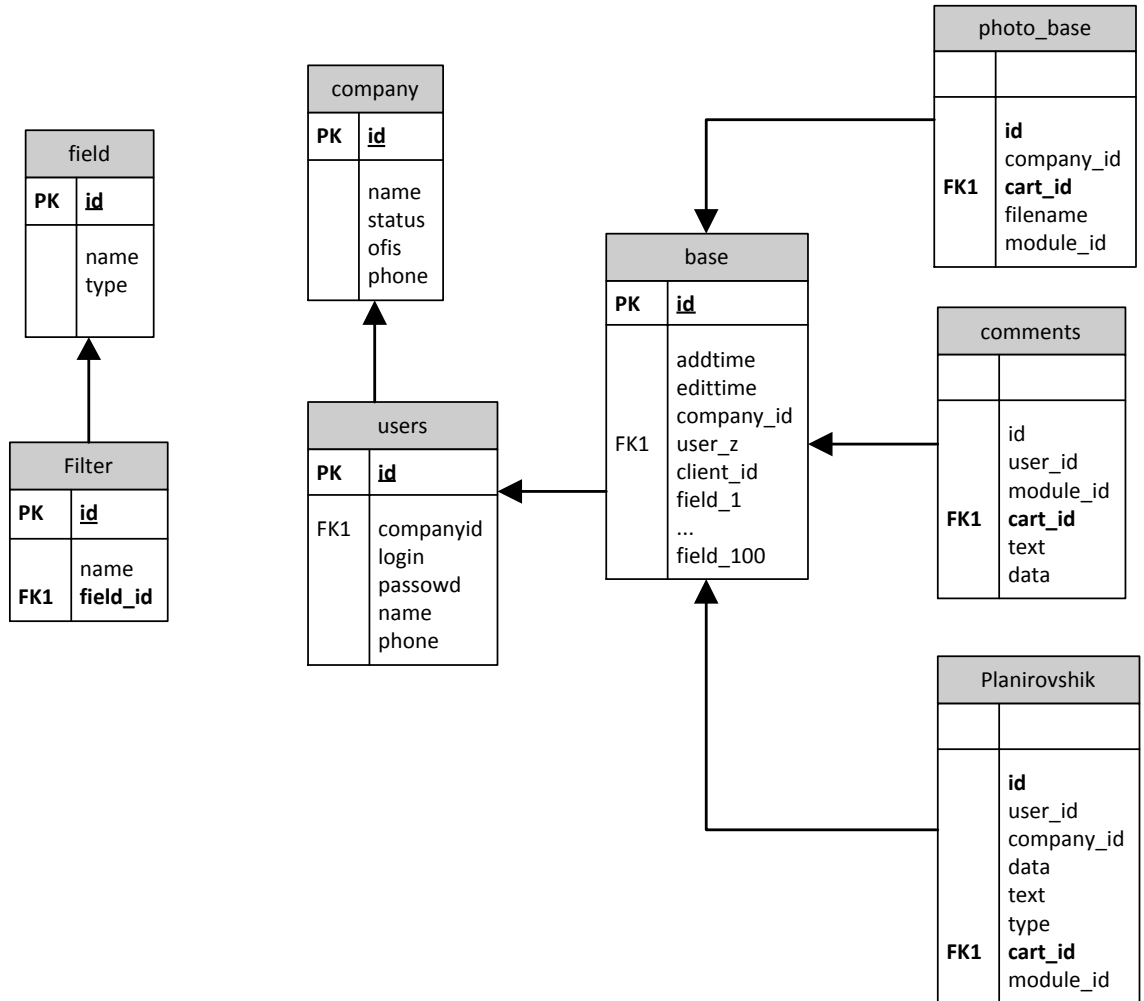 field
PK id
name
type
Filter
PK id
name
FK1 field_id
company
PK id
name
status
ofis
phone
users
PK id
FK1 companyid
login
passowd
name
phone
base
PK id
addtime
edittime
company_id
FK1 user_z
client_id
field_1
...
field_100
photo_base
id
company_id
FK1 cart_id
filename
module_id
comments
id
user_id
module_id
FK1 cart_id
text
data
Planirovshik
id
user_id
company_id
data
text
type
FK1 cart_id
module_id